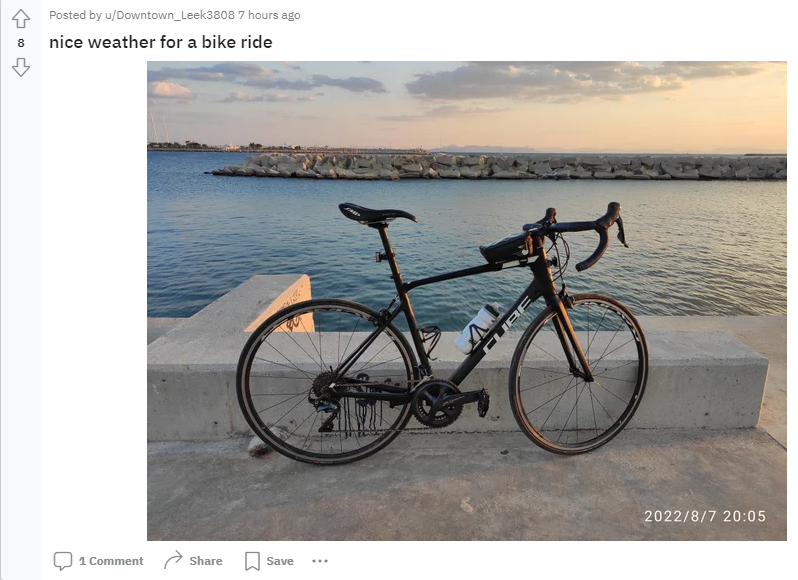 Posted by u/Downtown_Leek3808 7 hours ago
8
nice weather for a bike ride
CUBE
2022/8/7 20:05
1 Comment
Share
Save